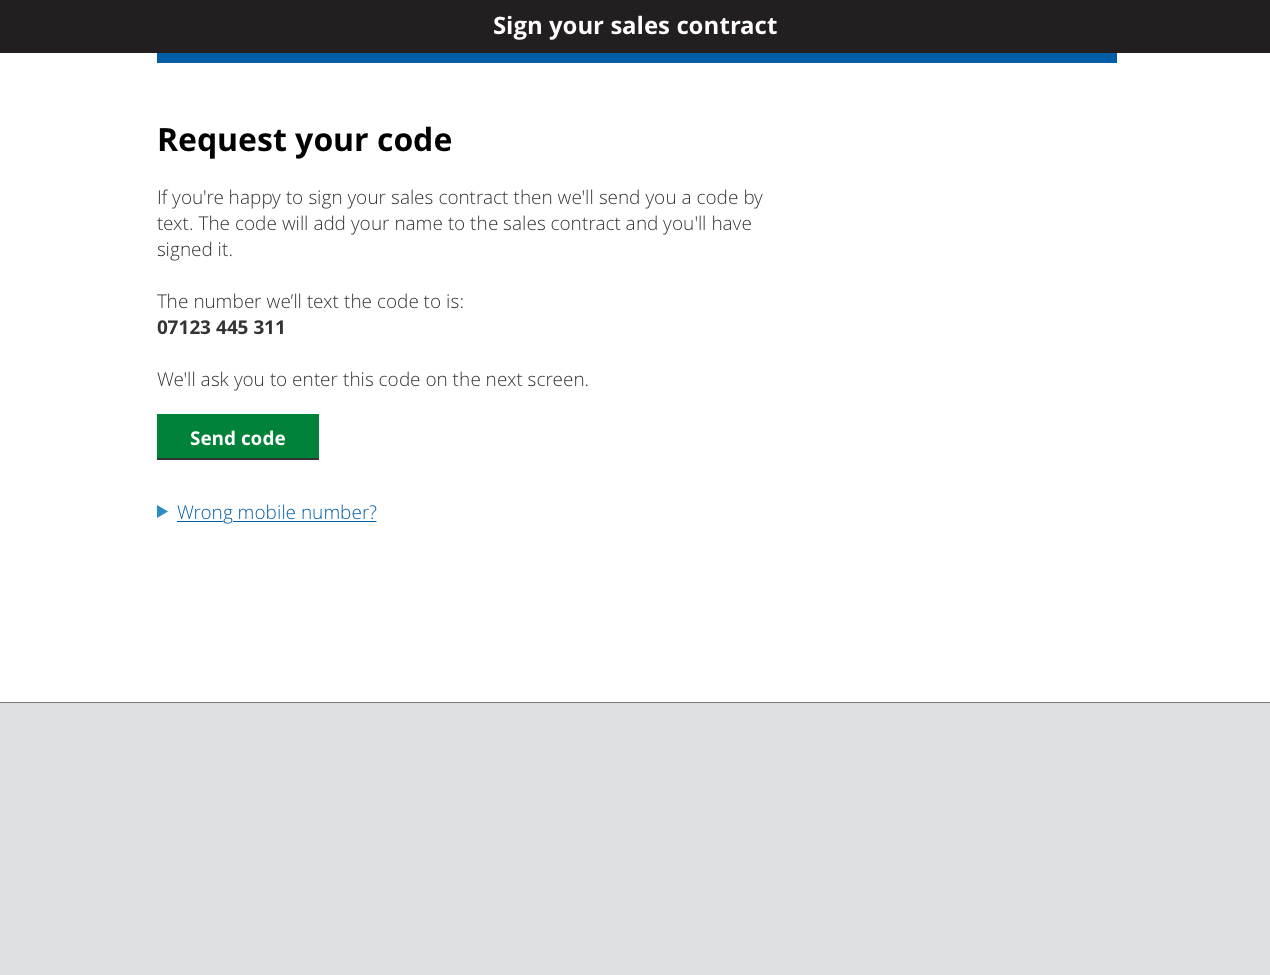 Sign your sales contract
Request your code
If you're happy to sign your sales contract then we'll send you a code by
text. The code will add your name to the sales contract and you'll have
signed it.
The number we’ll text the code to is:
07123 445 311
We'll ask you to enter this code on the next screen.
Send code
Wrong mobile number?